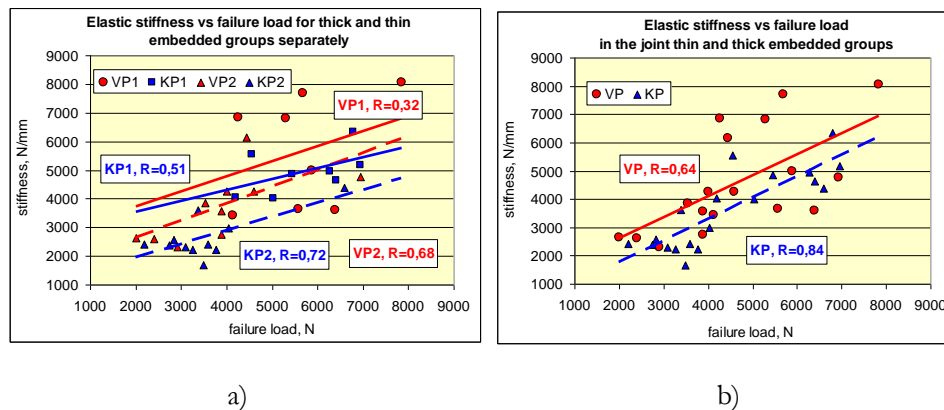 Elastic stiffness vs failure load for thick and thin
embedded groups separately
stiffness, N/mm
9000
8000
7000
6000
5000
4000
3000
2000
1000
VP1 KP1 VP2 KP2
VP1, R=0,32
KP1, R=0,51
KP2, R=0,72
VP2, R=0,68
1000 2000 3000 4000 5000 6000 7000 8000 9000
failure load, N
a)
Elastic stiffness vs failure load
in the joint thin and thick embedded groups
stiffness, N/mm
9000
8000
7000
6000
5000
4000
3000
2000
1000
VP KP
VP, R=0,64
KP, R=0,84
1000 2000 3000 4000 5000 6000 7000 8000 9000
failure load, N
b)